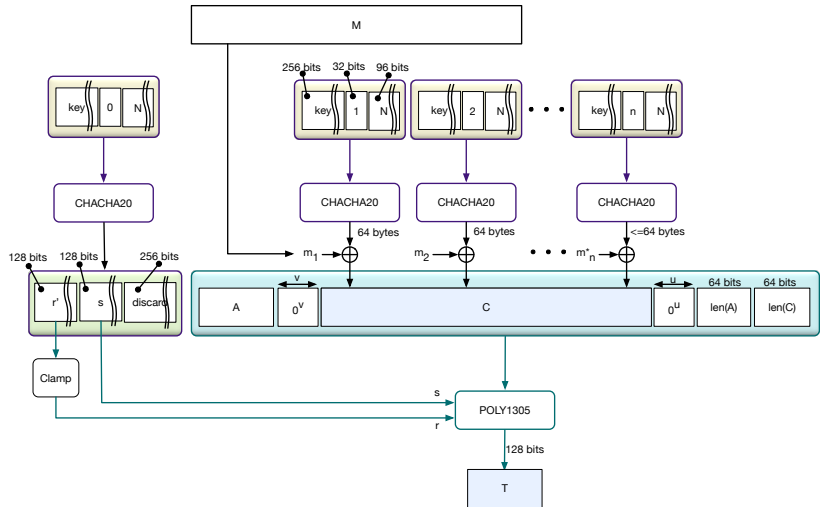 M
256 bits 32 bits 96 bits
key 0 N
key 1 N
key 2 N
key n N
CHACHA20
CHACHA20
CHACHA20
CHACHA20
64 bytes
64 bytes
<=64 bytes
m1
m2
m*n
128 bits 128 bits 256 bits
r' s discard
v
u
64 bits 64 bits
A 0v C 0u len(A) len(C)
Clamp
s
r
POLY1305
128 bits
T